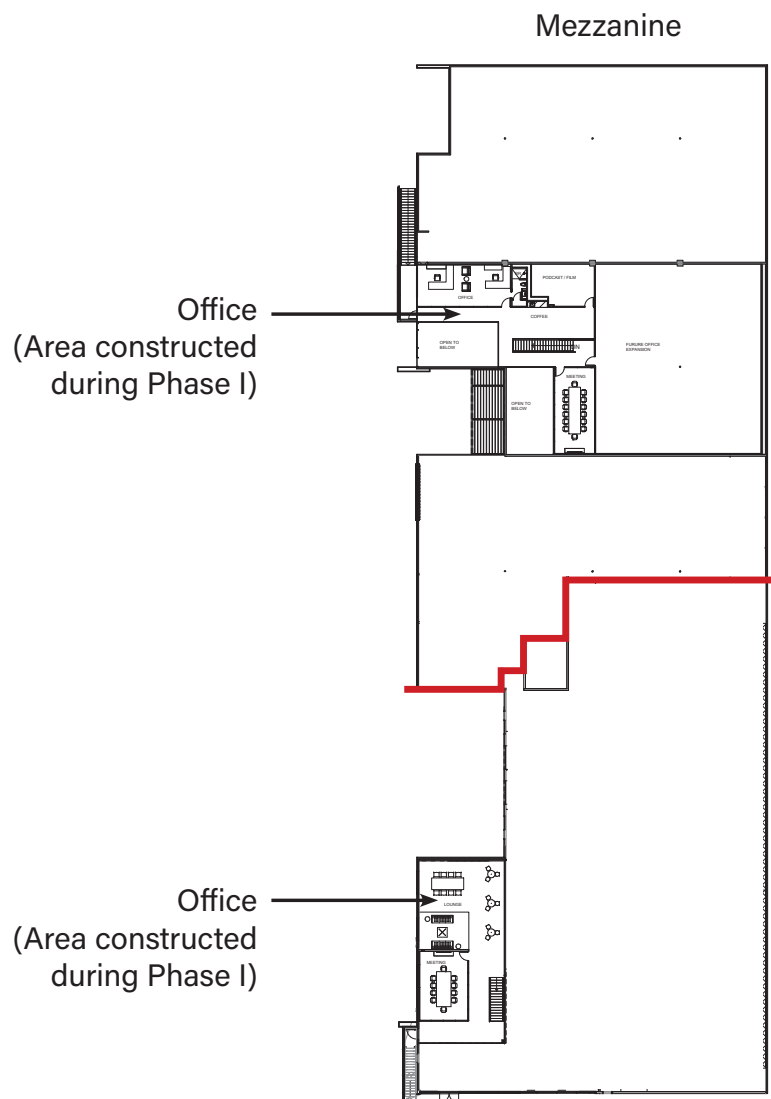 Mezzanine
OFFICE
PODCAST / FILM
COFFEE
Office
(Area constructed
during Phase I)
OPEN TO
BELOW
FURURE OFFICE
EXPANSION
MEETING
OPEN TO
BELOW
Office
(Area constructed
during Phase I)
LOUNGE
MEETING